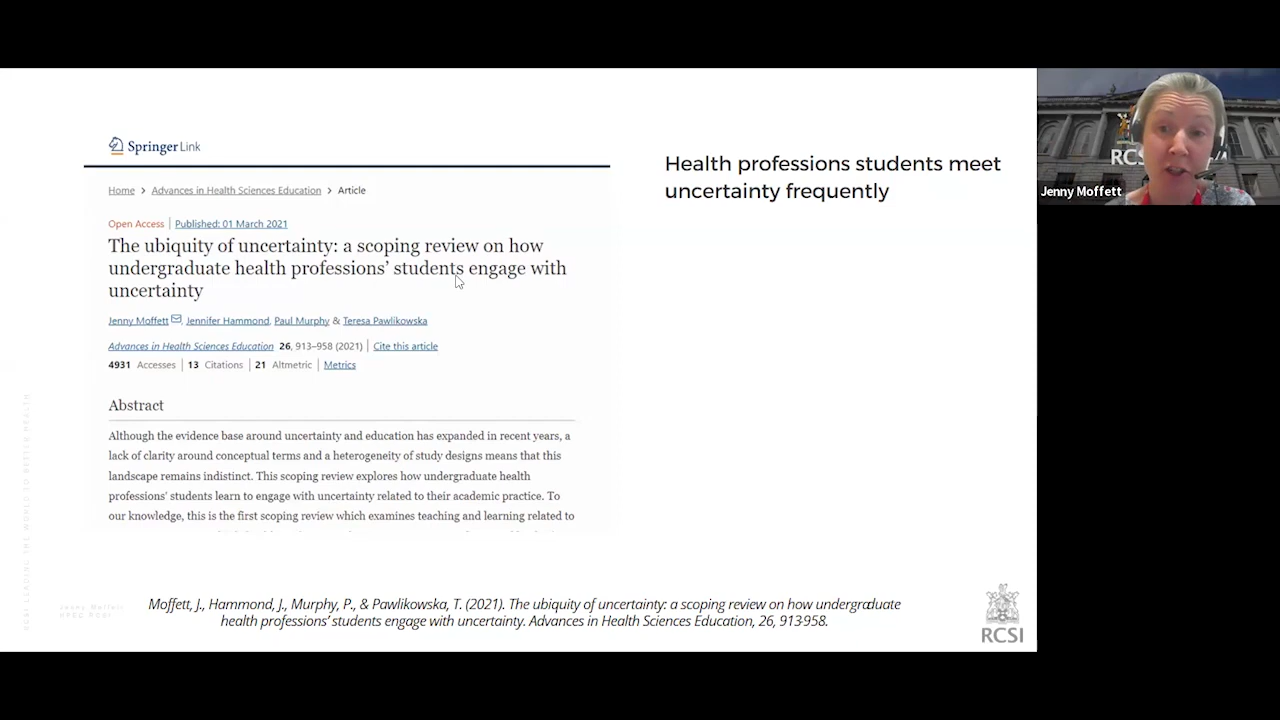 Springer Link
Home > Advances in Health Sciences Education > Article
Open Access | Published: 01 March 2021
The ubiquity of uncertainty: a scoping review on how
undergraduate health professions’ students engage with
uncertainty
Jenny Moffett, Jennifer Hammond, Paul Murphy & Teresa Pawlikowska
Advances in Health Sciences Education 26, 913–958 (2021) | Cite this article
4931 Accesses | 13 Citations | 21 Altmetric | Metrics
Abstract
Although the evidence base around uncertainty and education has expanded in recent years, a
lack of clarity around conceptual terms and a heterogeneity of study designs means that this
landscape remains indistinct. This scoping review explores how undergraduate health
professions’ students learn to engage with uncertainty related to their academic practice. To
our knowledge, this is the first scoping review which examines teaching and learning related to
Health professions students meet
uncertainty frequently
RCSI
Jenny Moffett
Jenny Moffett
HPEC RCSI
Moffett, J., Hammond, J., Murphy, P., & Pawlikowska, T. (2021). The ubiquity of uncertainty: a scoping review on how undergraduate
health professions’ students engage with uncertainty. Advances in Health Sciences Education, 26, 913-958.
RCSI